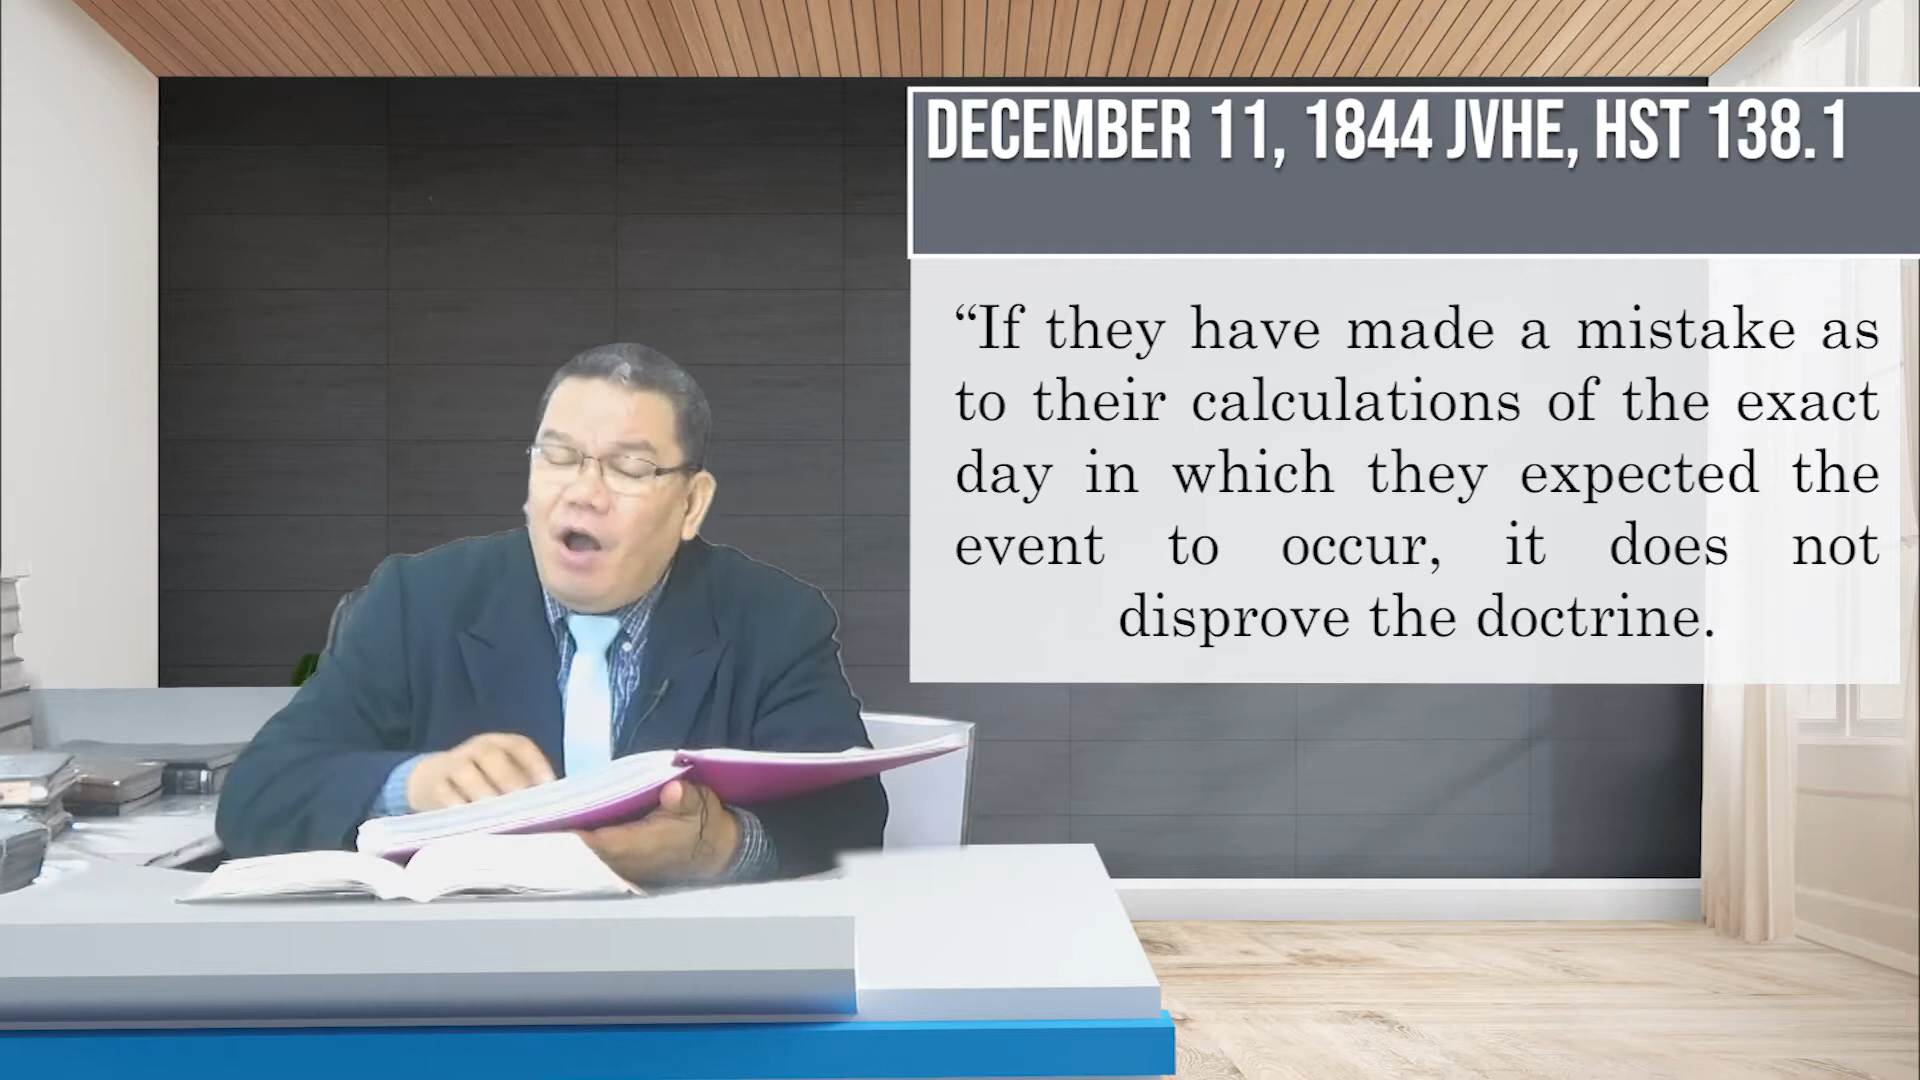 DECEMBER 11, 1844 JVHE, HST 138.1
“If they have made a mistake as
to their calculations of the exact
day in which they expected the
event to occur, it does not
disprove the doctrine.